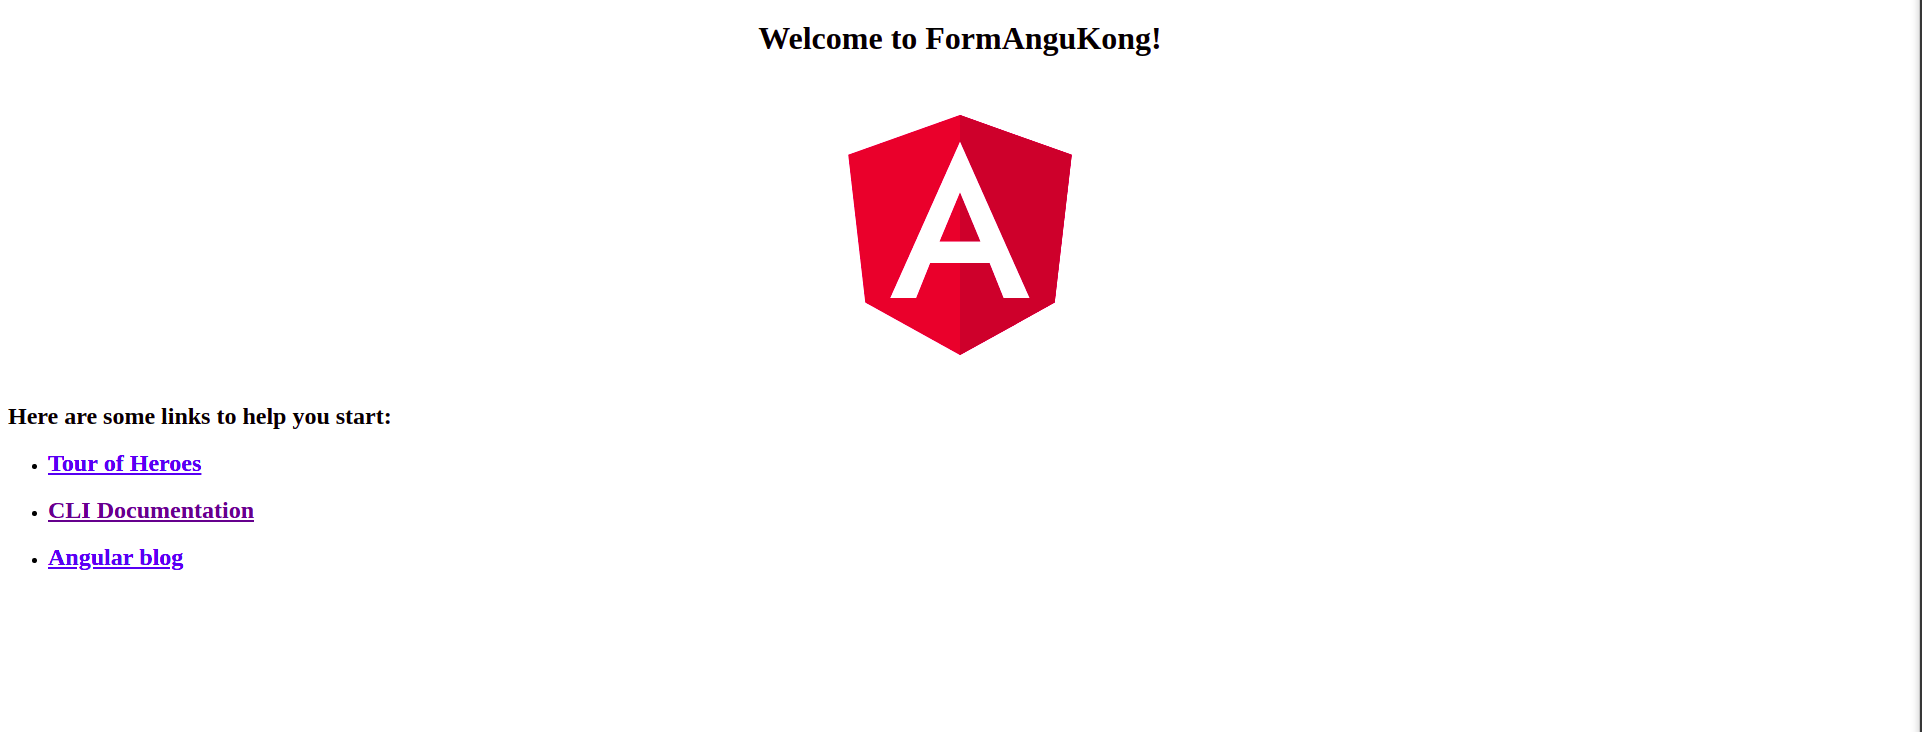 Welcome to FormAnguKong!
A
Here are some links to help you start:
Tour of Heroes
CLI Documentation
Angular blog